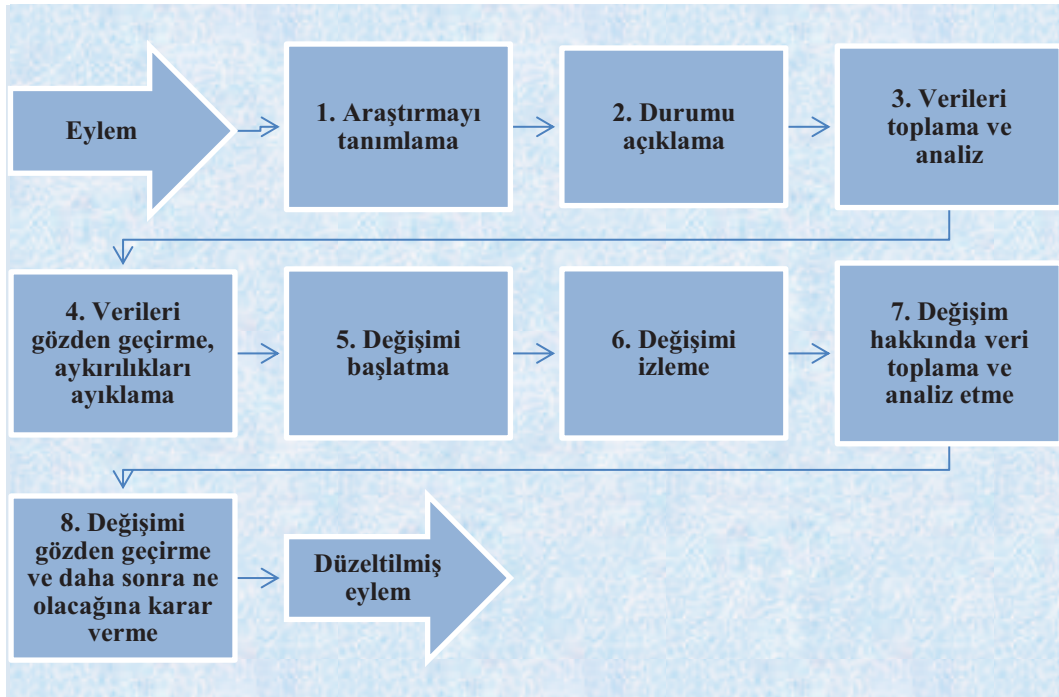 Eylem
1. Araştırmayı
tanımlama
2. Durumu
açıklama
3. Verileri
toplama ve
analiz
4. Verileri
gözden geçirme,
aykırılıkları
ayıklama
5. Değişimi
başlatma
6. Değişimi
izleme
7. Değişim
hakkında veri
toplama ve
analiz etme
8. Değişimi
gözden geçirme
ve daha sonra ne
olacağına karar
verme
Düzeltilmiş
eylem